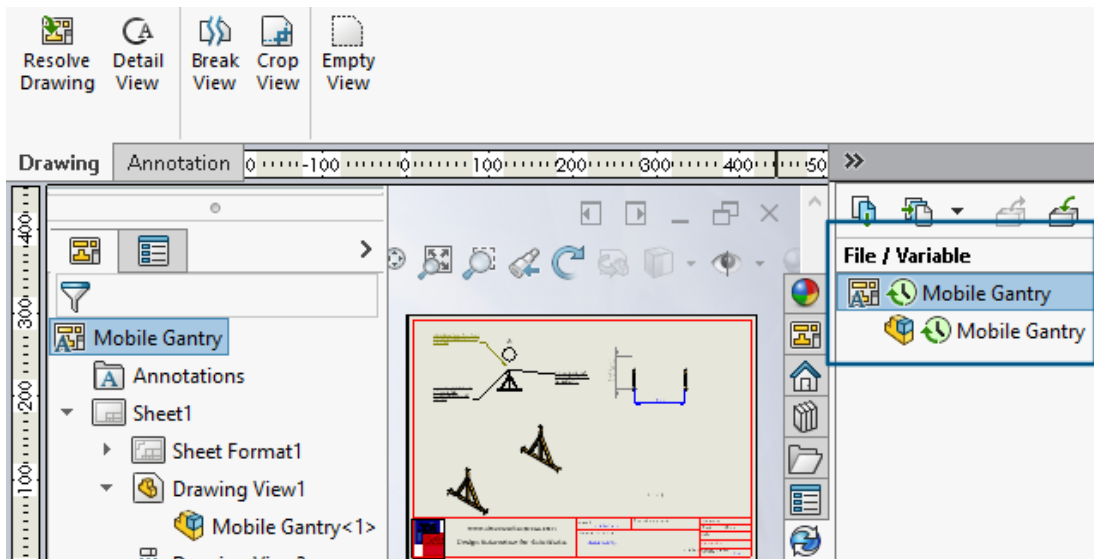 Resolve Drawing
Detail View
Break View
Crop View
Empty View
Drawing
Annotation
0 -100 0 100 200 300 400 50
File / Variable
Mobile Gantry
Mobile Gantry
Mobile Gantry
Annotations
Sheet1
Sheet Format1
Drawing View1
Mobile Gantry<1>
400
300
200
100